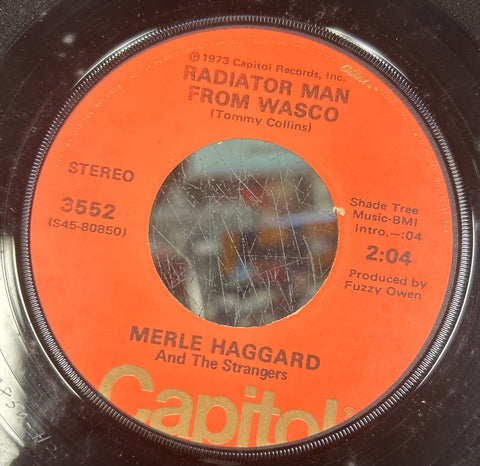 ℗1973 Capitol Records, Inc.
RADIATOR MAN
FROM WASCO
(Tommy Collins)
STEREO
3552
(S45-80850)
Shade Tree
Music-BMI
Intro.—:04
2:04
Produced by
Fuzzy Owen
MERLE HAGGARD
And The Strangers
Capitol®